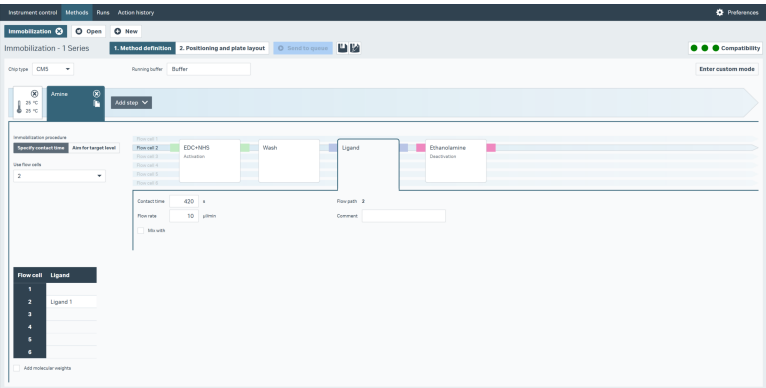 Instrument control Methods Runs Action history Preferences
Immobilization Open New
Immobilization - 1 Series 1. Method definition 2. Positioning and plate layout Send to queue Compatibility
Chip type CM5 Running buffer Buffer Enter custom mode
25 °C
25 °C
Amine
Add step
Immobilization procedure
Specify contact time Aim for target level
Use flow cells
2
Flow cell 1
Flow cell 2
Flow cell 3
Flow cell 4
Flow cell 5
Flow cell 6
EDC+NHS
Activation
Wash
Ligand
Ethanolamine
Deactivation
Contact time 420 s Flow path 2
Flow rate 10 µl/min Comment
Mix with
Flow cell Ligand
1
2 Ligand 1
3
4
5
6
Add molecular weights